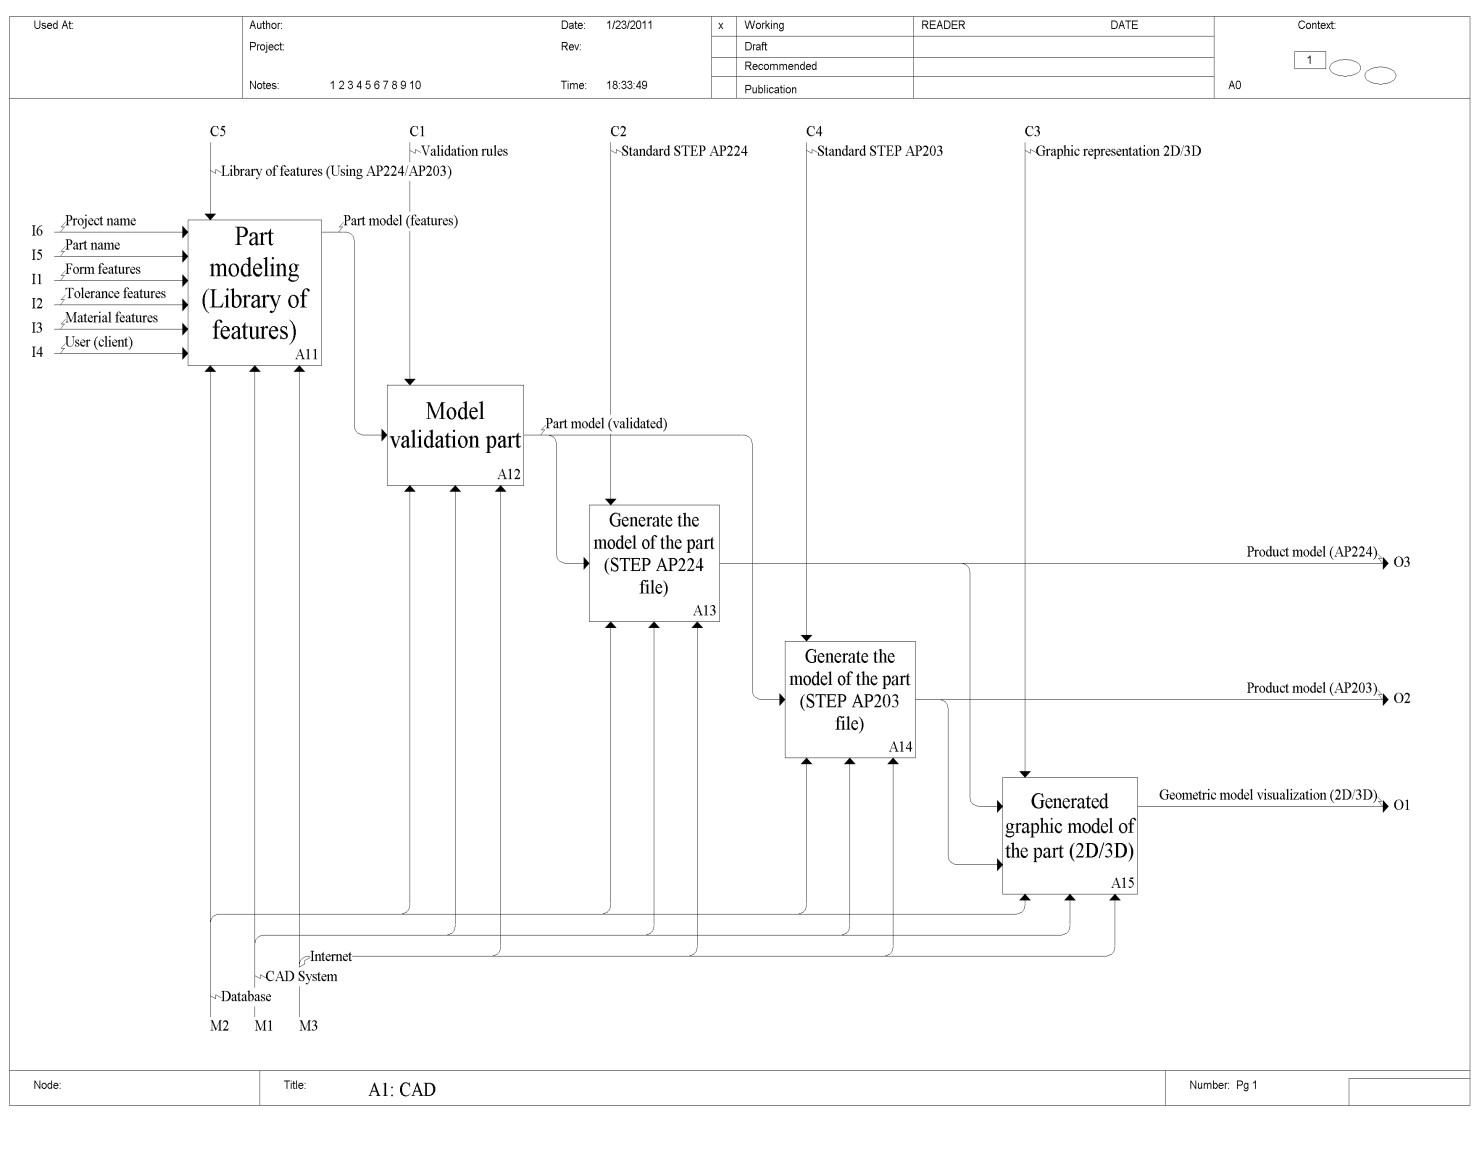 Used At:
Author:
Date: 1/23/2011
x Working
READER DATE
Context:
Project:
Rev:
Draft
Recommended
1
Notes: 1 2 3 4 5 6 7 8 9 10
Time: 18:33:49
Publication
A0
C5
C1
C2
C4
C3
Validation rules
Standard STEP AP224
Standard STEP AP203
Graphic representation 2D/3D
Library of features (Using AP224/AP203)
I6 Project name
I5 Part name
I1 Form features
I2 Tolerance features
I3 Material features
I4 User (client)
Part
modeling
(Library of
features)
A11
Part model (features)
Model
validation part
A12
Part model (validated)
Generate the
model of the part
(STEP AP224
file)
A13
Product model (AP224) O3
Generate the
model of the part
(STEP AP203
file)
A14
Product model (AP203) O2
Generated
graphic model of
the part (2D/3D)
A15
Geometric model visualization (2D/3D) O1
Internet
CAD System
Database
M2 M1 M3
Node:
Title: A1: CAD
Number: Pg 1